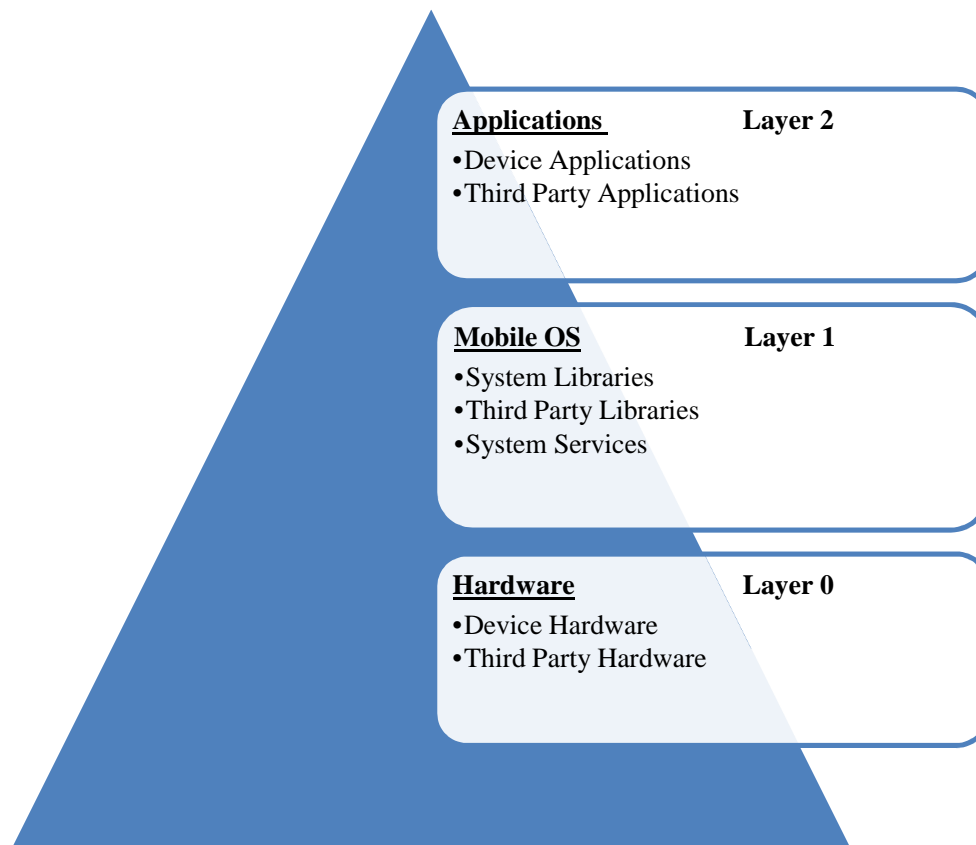 Applications Layer 2
•Device Applications
•Third Party Applications
Mobile OS Layer 1
•System Libraries
•Third Party Libraries
•System Services
Hardware Layer 0
•Device Hardware
•Third Party Hardware